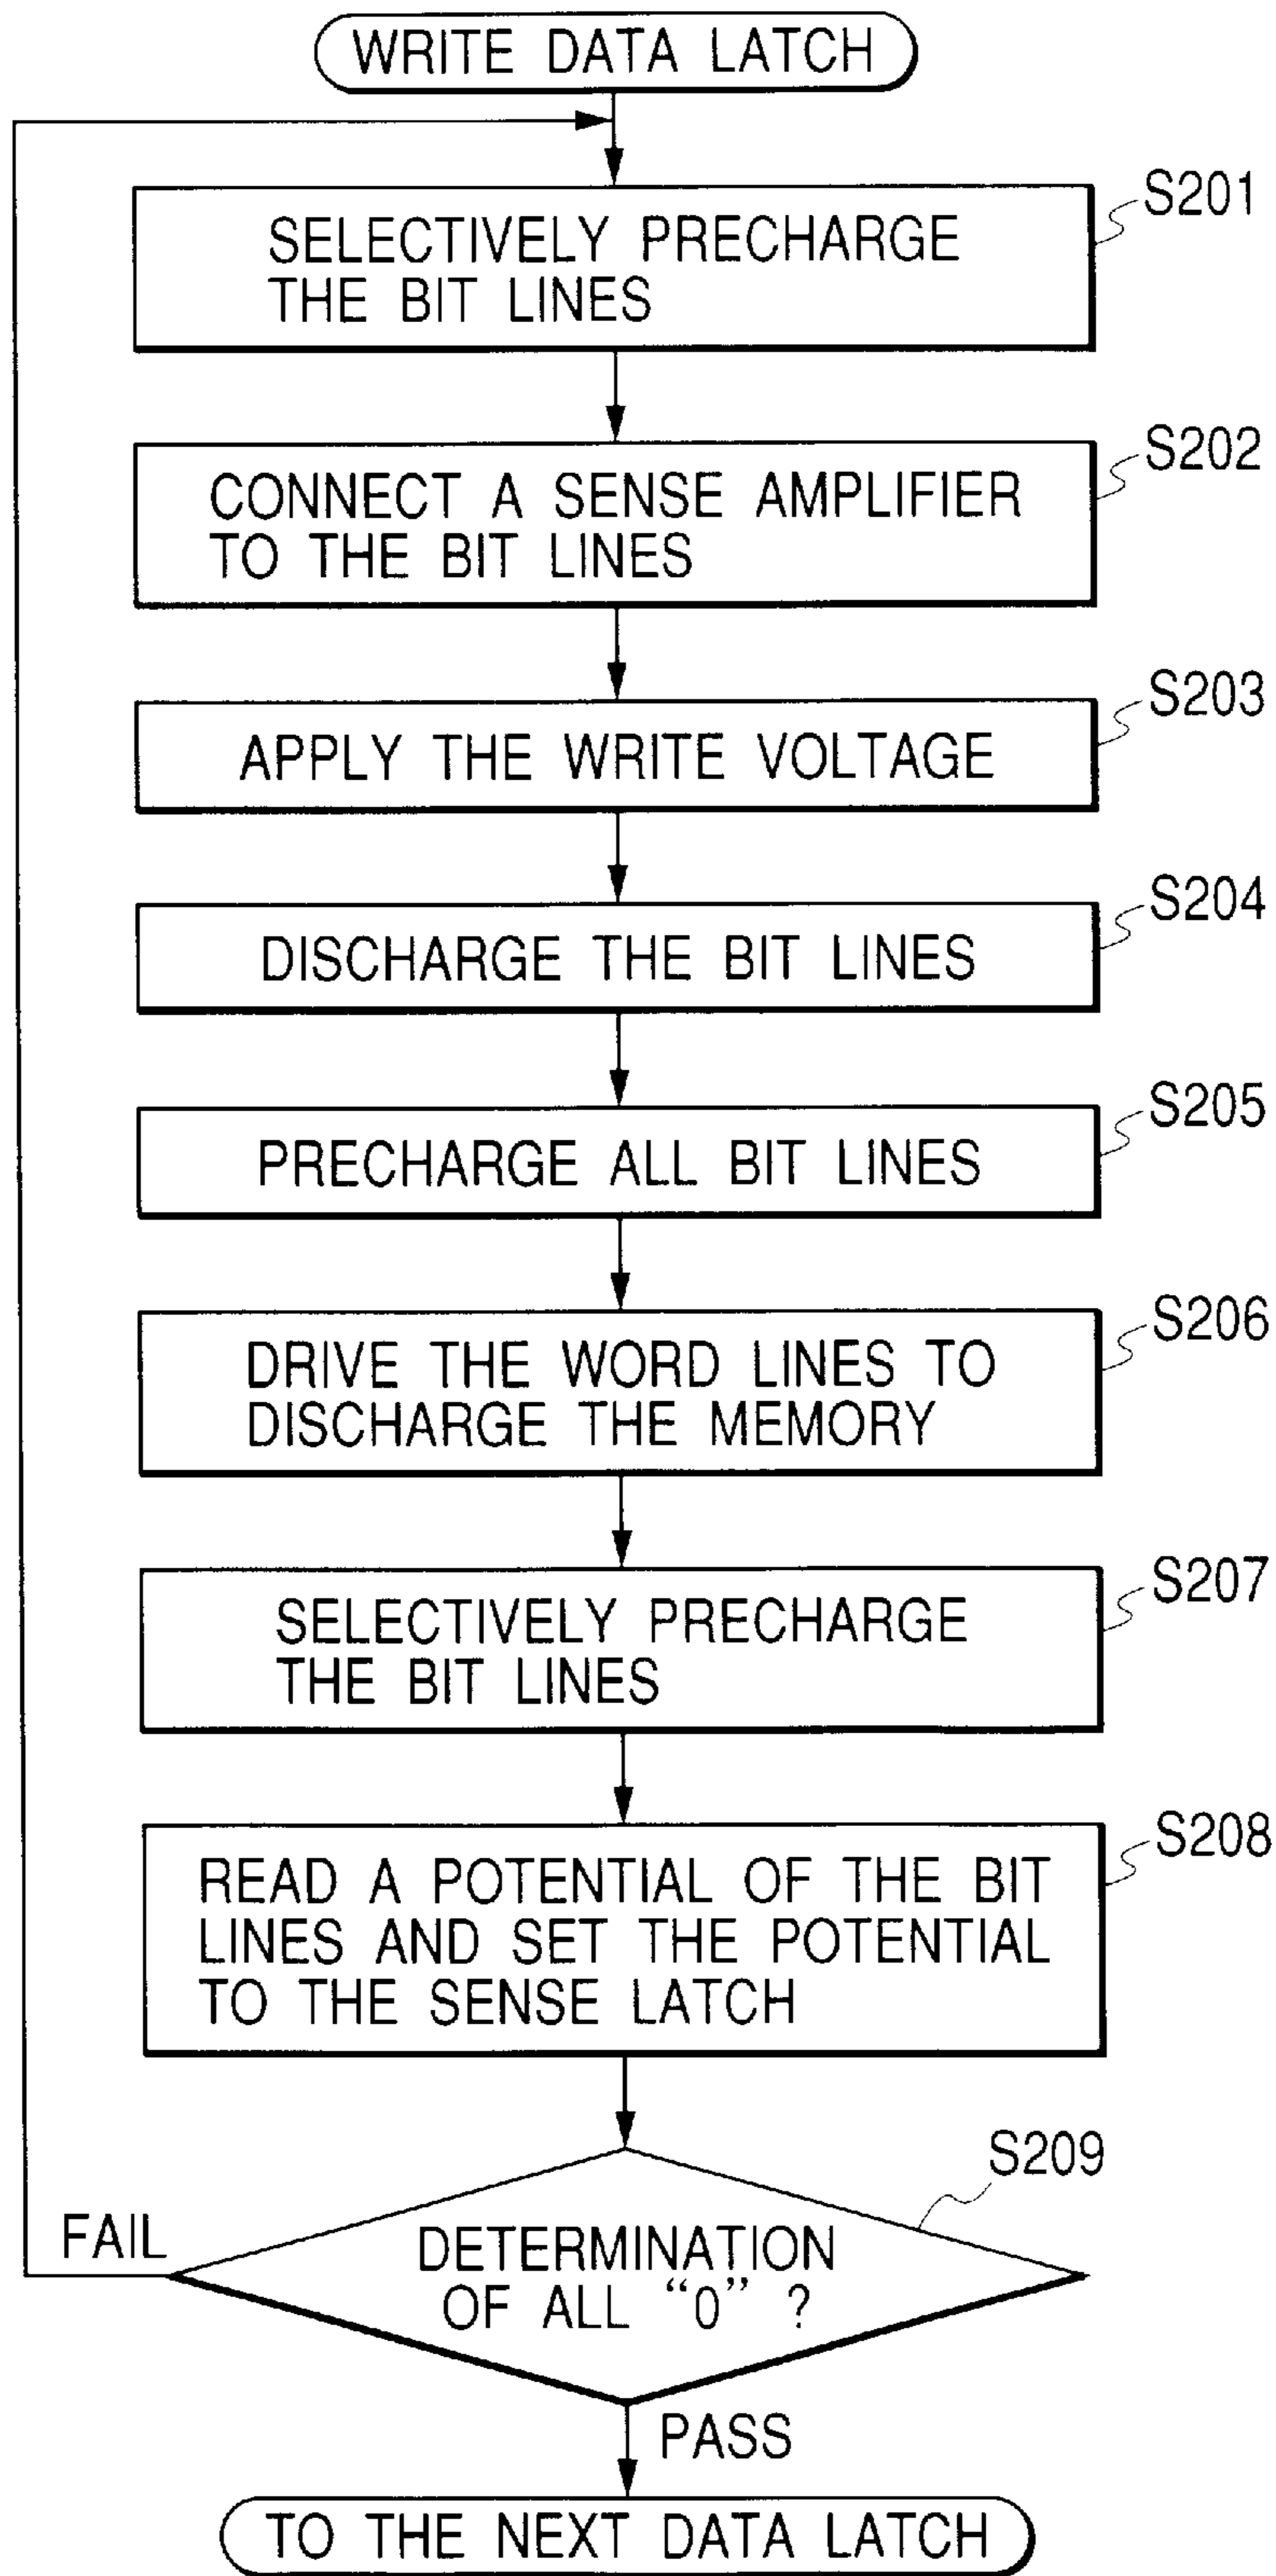 WRITE DATA LATCH
S201
SELECTIVELY PRECHARGE
THE BIT LINES
S202
CONNECT A SENSE AMPLIFIER
TO THE BIT LINES
S203
APPLY THE WRITE VOLTAGE
S204
DISCHARGE THE BIT LINES
S205
PRECHARGE ALL BIT LINES
S206
DRIVE THE WORD LINES TO
DISCHARGE THE MEMORY
S207
SELECTIVELY PRECHARGE
THE BIT LINES
S208
READ A POTENTIAL OF THE BIT
LINES AND SET THE POTENTIAL
TO THE SENSE LATCH
S209
FAIL
DETERMINATION
OF ALL “0” ?
PASS
TO THE NEXT DATA LATCH